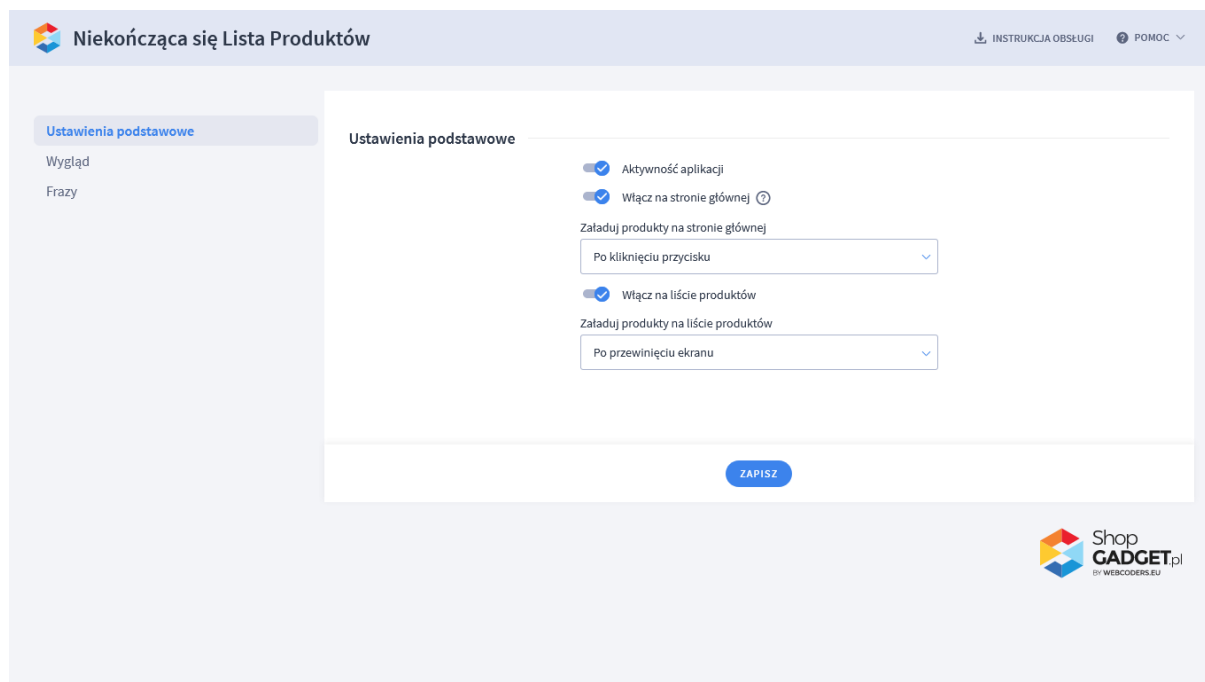 Niekończąca się Lista Produktów
INSTRUKCJA OBSŁUGI
POMOC
Ustawienia podstawowe
Wygląd
Frazy
Ustawienia podstawowe
Aktywność aplikacji
Włącz na stronie głównej
Załaduj produkty na stronie głównej
Po kliknięciu przycisku
Włącz na liście produktów
Załaduj produkty na liście produktów
Po przewinięciu ekranu
ZAPISZ
Shop
GADGET.pl
BY WEBCODERS.EU